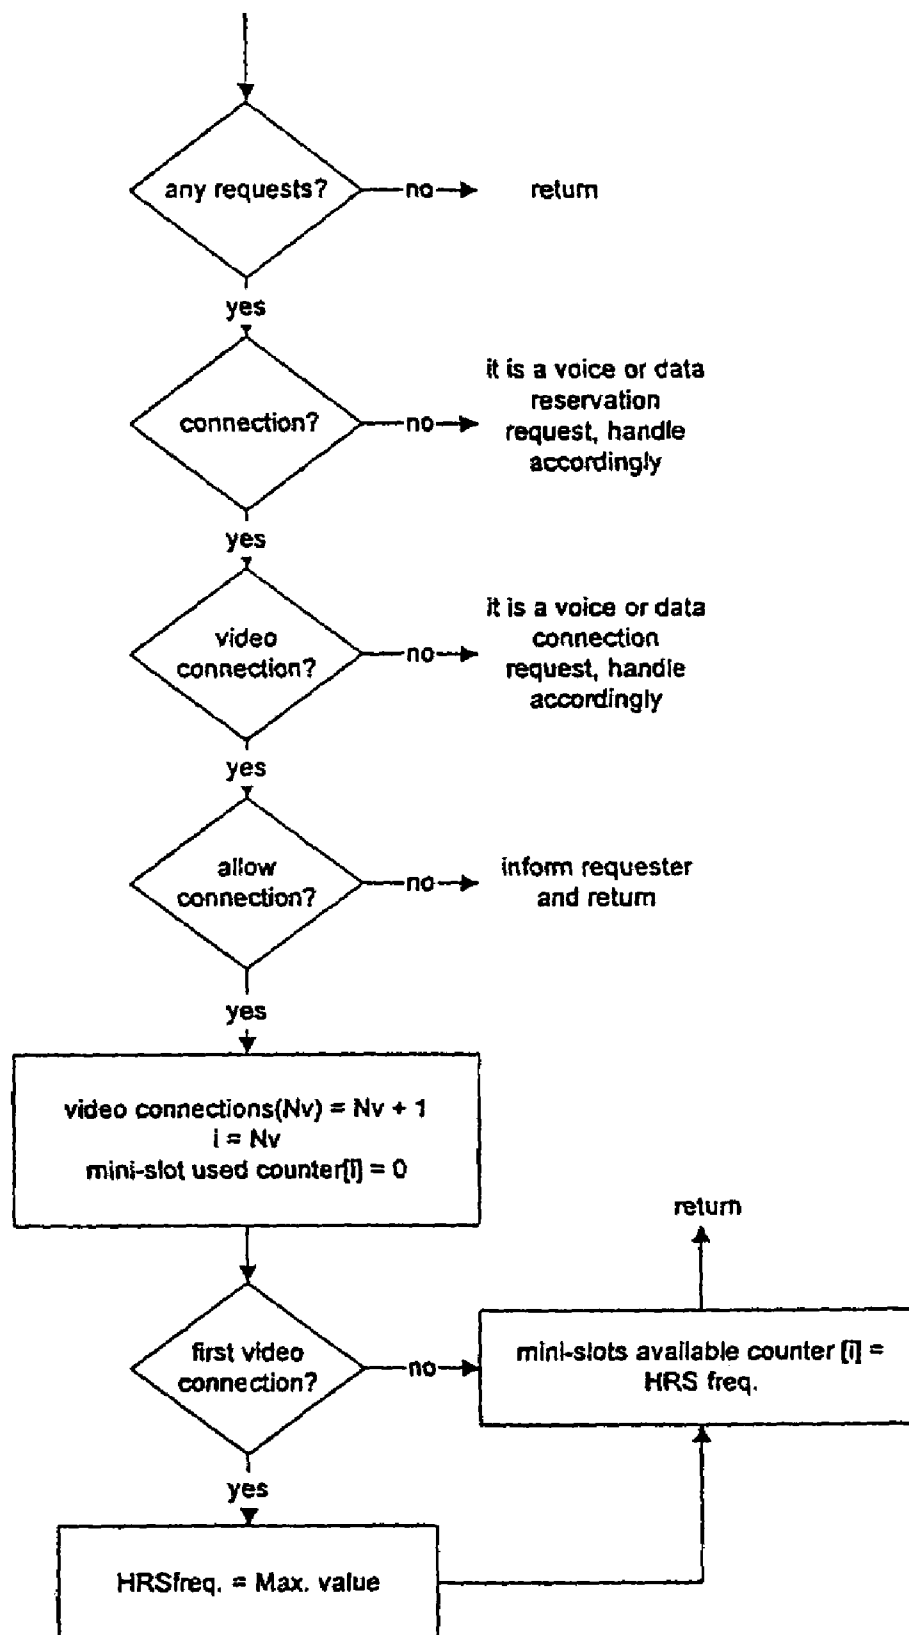 any requests?
no
return
yes
connection?
no
it is a voice or data
reservation
request, handle
accordingly
yes
video
connection?
no
it is a voice or data
connection
request, handle
accordingly
yes
allow
connection?
no
inform requester
and return
yes
video connections(Nv) = Nv + 1
i = Nv
mini-slot used counter[i] = 0
return
first video
connection?
no
mini-slots available counter [i] =
HRS freq.
yes
HRSfreq. = Max. value